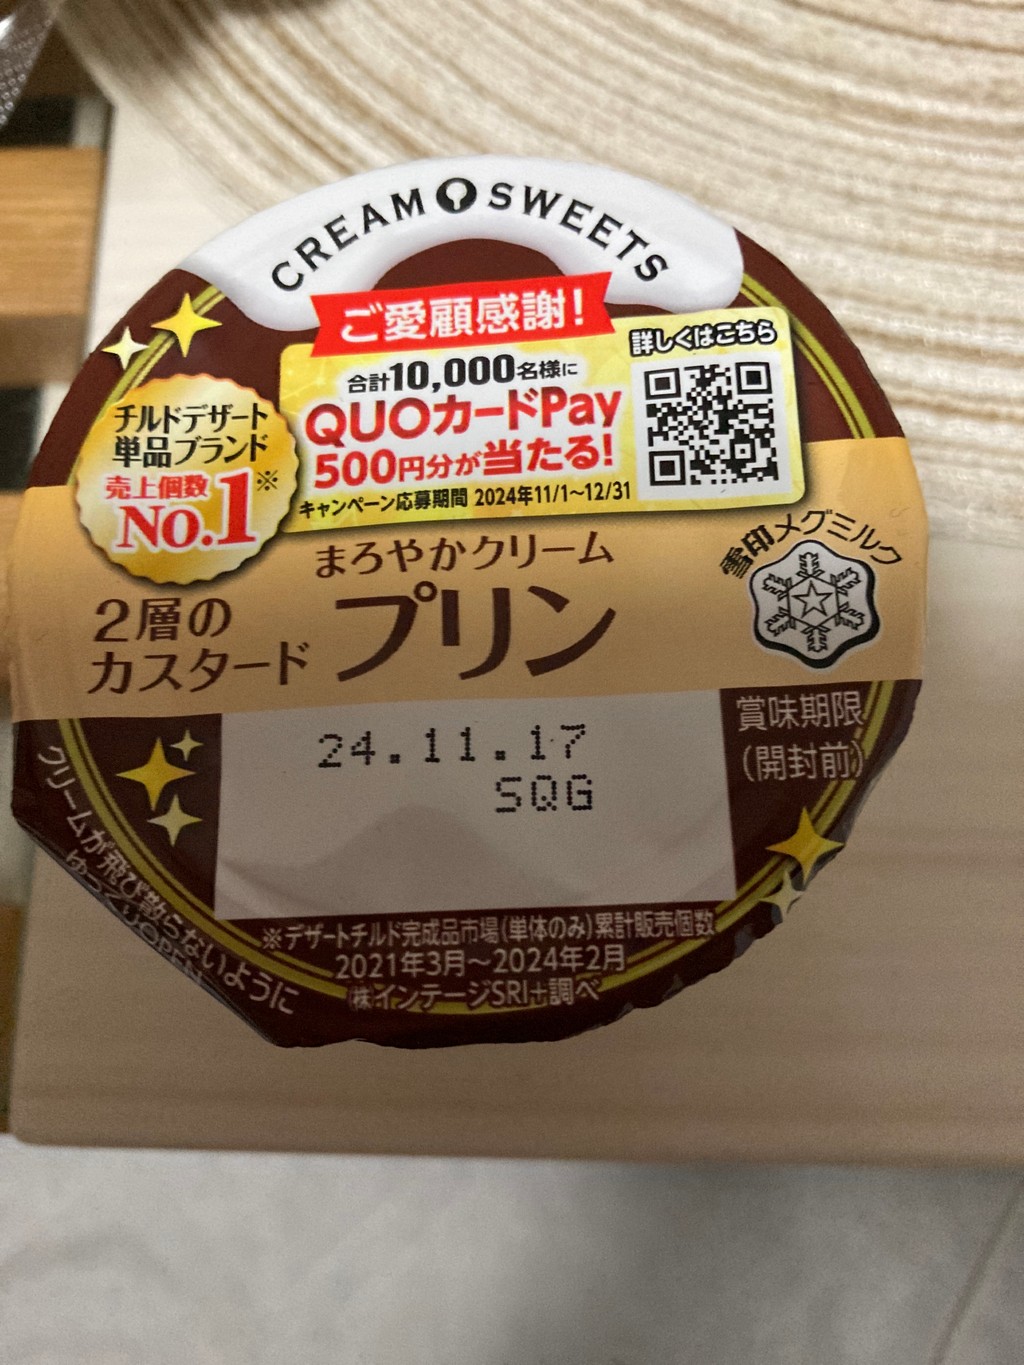 CREAM SWEETS
ご愛顧感謝！
詳しくはこちら
合計10,000名様に
QUOカードPay
500円分が当たる！
キャンペーン応募期間 2024年11/1〜12/31
チルドデザート
単品ブランド
売上個数※
No.1
まろやかクリーム
2層の
カスタード
プリン
雪印メグミルク
24.11.17
SQG
賞味期限
(開封前)
クリームが飛び散らないように
ゆっくりOPEN
※デザートチルド完成品市場(単体のみ)累計販売個数
2021年3月〜2024年2月
㈱インテージSRI+調べ